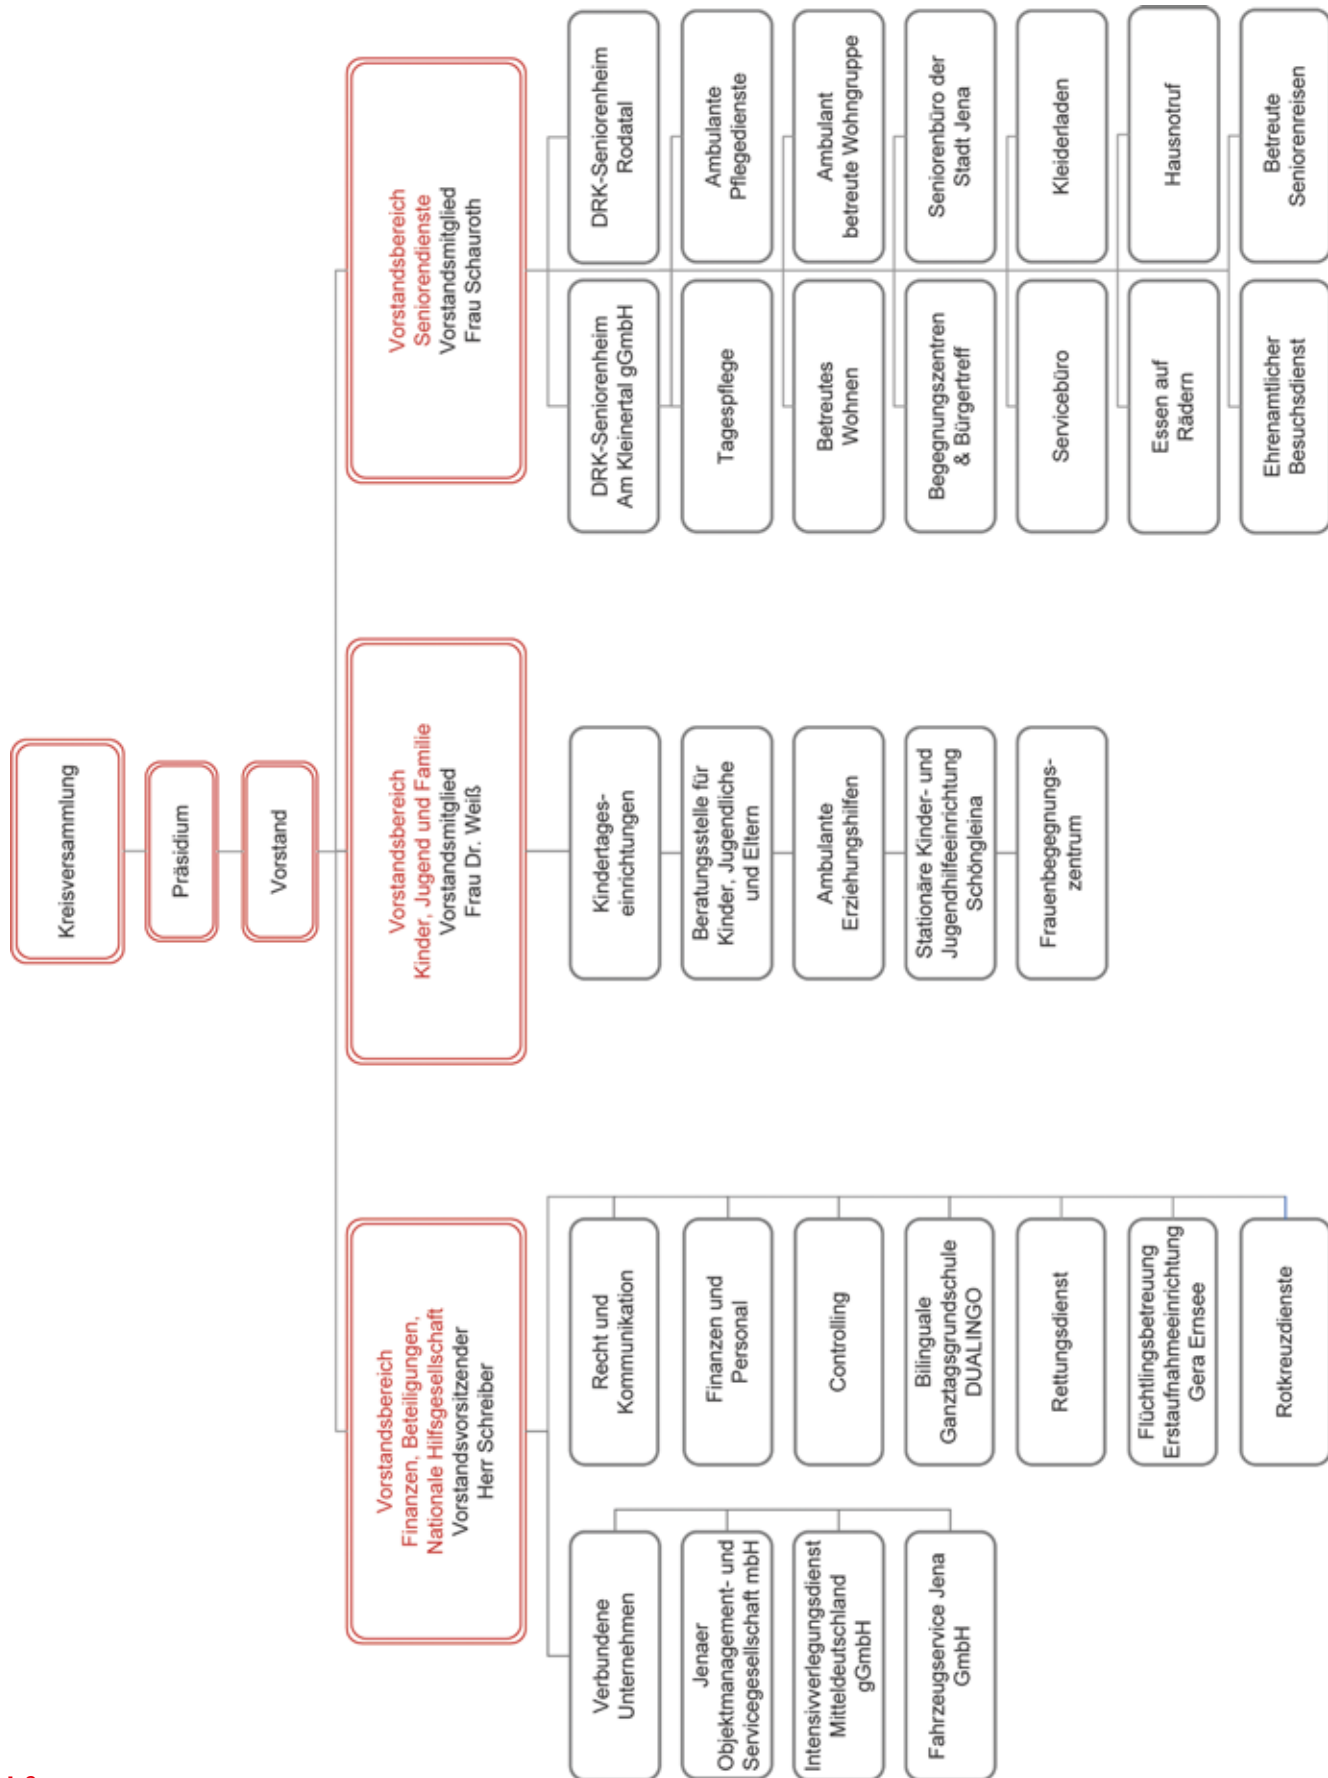 Kreisversammlung
Präsidium
Vorstand
Vorstandsbereich
Finanzen, Beteiligungen,
Nationale Hilfsgesellschaft
Vorstandsvorsitzender
Herr Schreiber
Vorstandsbereich
Kinder, Jugend und Familie
Vorstandsmitglied
Frau Dr. Weiß
Vorstandsbereich
Seniorendienste
Vorstandsmitglied
Frau Schauroth
Verbundene
Unternehmen
Jenaer
Objektmanagement- und
Servicegesellschaft mbH
Intensivverlegungsdienst
Mitteldeutschland
gGmbH
Fahrzeugservice Jena
GmbH
Recht und
Kommunikation
Finanzen und
Personal
Controlling
Bilinguale
Ganztagsgrundschule
DUALINGO
Rettungsdienst
Flüchtlingsbetreuung
Erstaufnahmeeinrichtung
Gera Ernsee
Rotkreuzdienste
Kindertages-
einrichtungen
Beratungsstelle für
Kinder, Jugendliche
und Eltern
Ambulante
Erziehungshilfen
Stationäre Kinder- und
Jugendhilfeeinrichtung
Schöngleina
Frauenbegegnungs-
zentrum
DRK-Seniorenheim
Am Kleinertal gGmbH
DRK-Seniorenheim
Rodatal
Tagespflege
Ambulante
Pflegedienste
Betreutes
Wohnen
Ambulant
betreute Wohngruppe
Begegnungszentren
& Bürgertreff
Seniorenbüro der
Stadt Jena
Servicebüro
Kleiderladen
Essen auf
Rädern
Hausnotruf
Ehrenamtlicher
Besuchsdienst
Betreute
Seniorenreisen